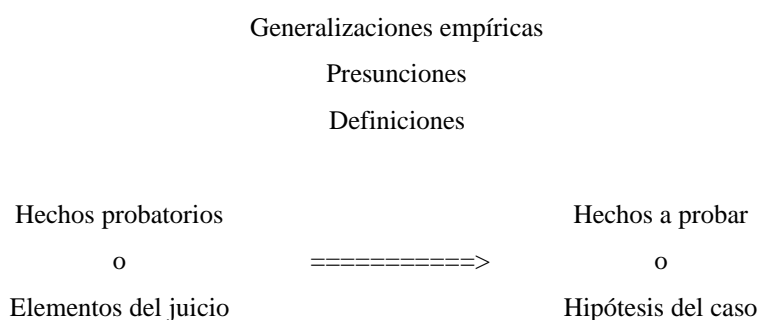 Generalizaciones empíricas
Presunciones
Definiciones
Hechos probatorios Hechos a probar
o ===========> o
Elementos del juicio Hipótesis del caso